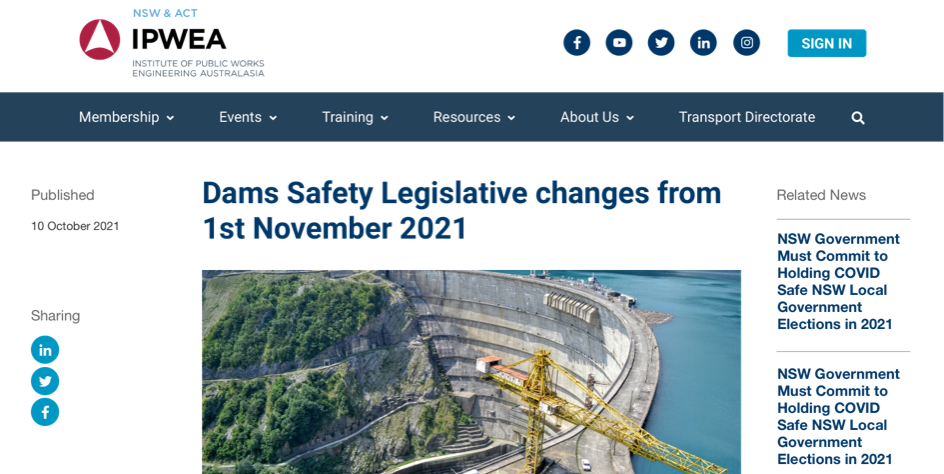 NSW & ACT
IPWEA
INSTITUTE OF PUBLIC WORKS
ENGINEERING AUSTRALASIA
SIGN IN
Membership
Events
Training
Resources
About Us
Transport Directorate
Published
10 October 2021
Sharing
Dams Safety Legislative changes from
1st November 2021
Related News
NSW Government
Must Commit to
Holding COVID
Safe NSW Local
Government
Elections in 2021
NSW Government
Must Commit to
Holding COVID
Safe NSW Local
Government
Elections in 2021